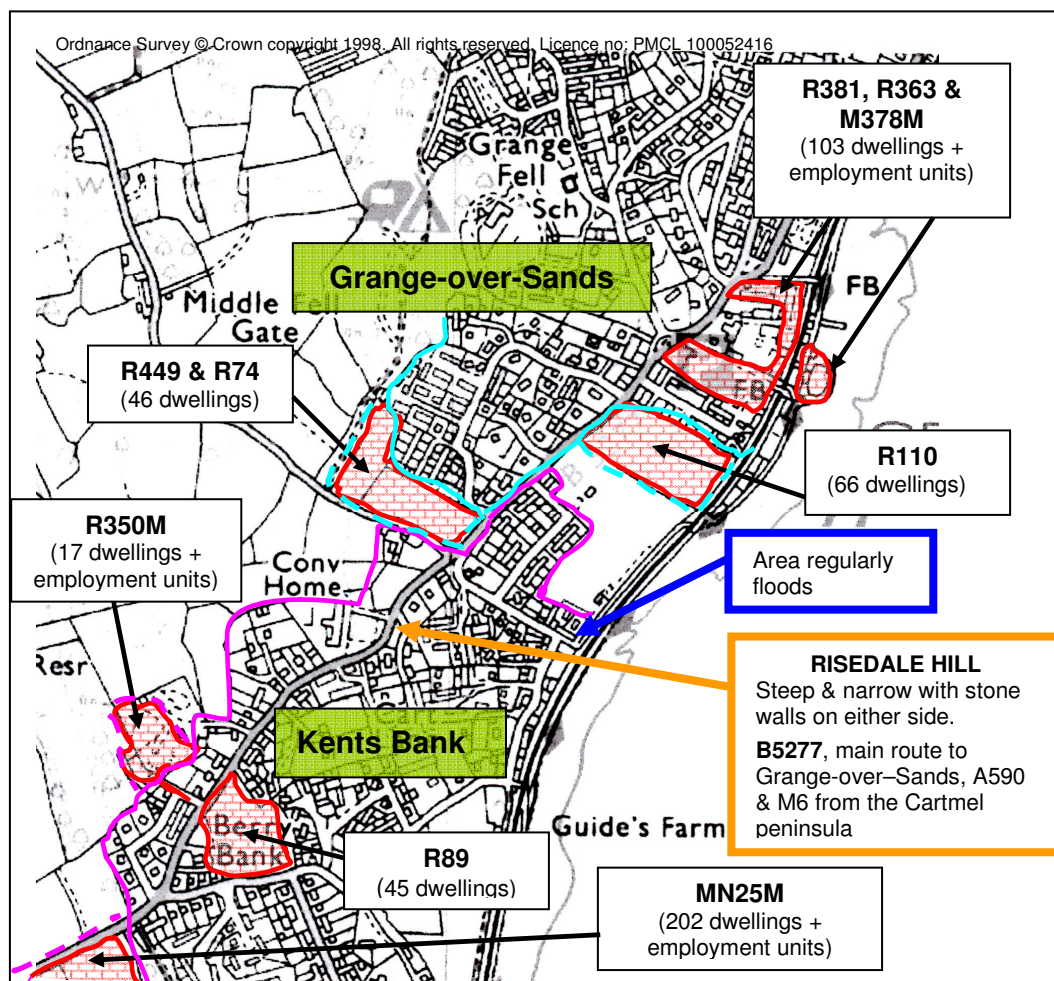 Ordnance Survey © Crown copyright 1998. All rights reserved. Licence no: PMCL 100052416
R381, R363 &
M378M
(103 dwellings +
employment units)
Grange
Fell
Sch
Grange-over-Sands
FB
Middle Fell
Gate
R449 & R74
(46 dwellings)
FB
R110
(66 dwellings)
R350M
(17 dwellings +
employment units)
Conv
Home
Area regularly
floods
Resr
RISEDALE HILL
Steep & narrow with stone
walls on either side.
B5277, main route to
Grange-over–Sands, A590
& M6 from the Cartmel
peninsula
Kents Bank
Guide's Farm
Berry
Bank
R89
(45 dwellings)
MN25M
(202 dwellings +
employment units)